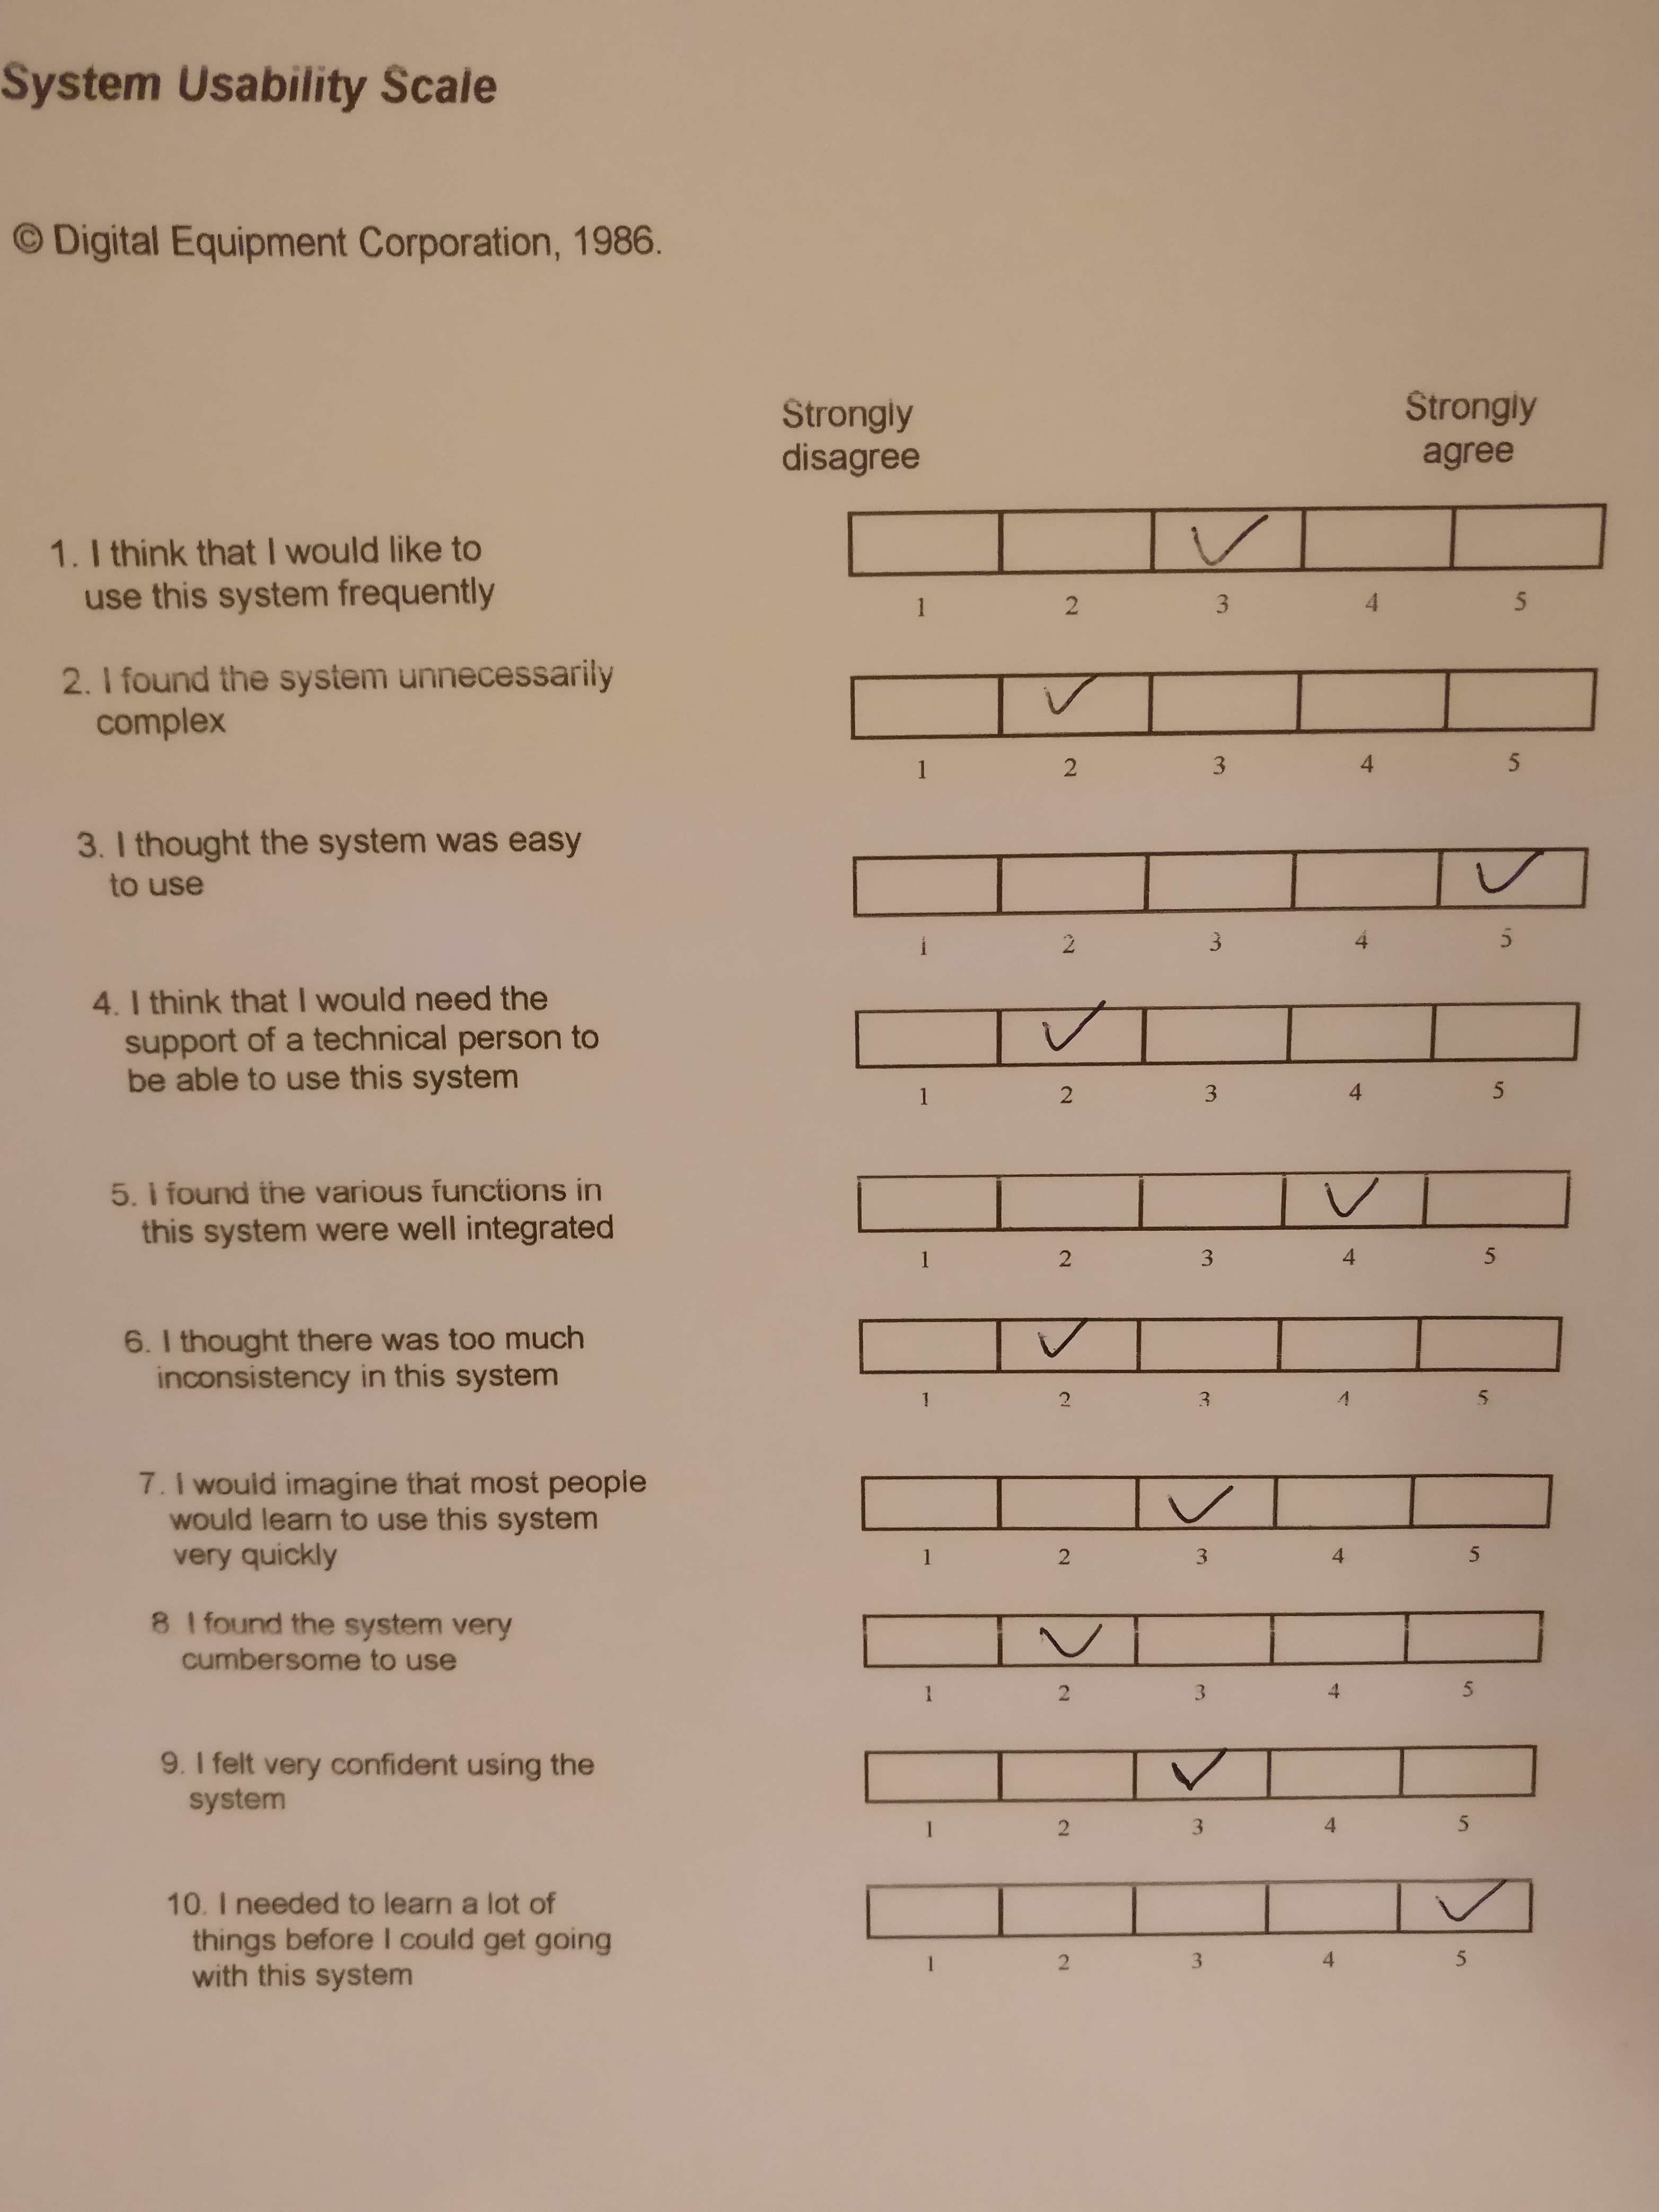 System Usability Scale
© Digital Equipment Corporation, 1986.
Strongly disagree
Strongly agree
1. I think that I would like to
use this system frequently
1 2 3 4 5
2. I found the system unnecessarily
complex
1 2 3 4 5
3. I thought the system was easy
to use
1 2 3 4 5
4. I think that I would need the
support of a technical person to
be able to use this system
1 2 3 4 5
5. I found the various functions in
this system were well integrated
1 2 3 4 5
6. I thought there was too much
inconsistency in this system
1 2 3 4 5
7. I would imagine that most people
would learn to use this system
very quickly
1 2 3 4 5
8 I found the system very
cumbersome to use
1 2 3 4 5
9. I felt very confident using the
system
1 2 3 4 5
10. I needed to learn a lot of
things before I could get going
with this system
1 2 3 4 5